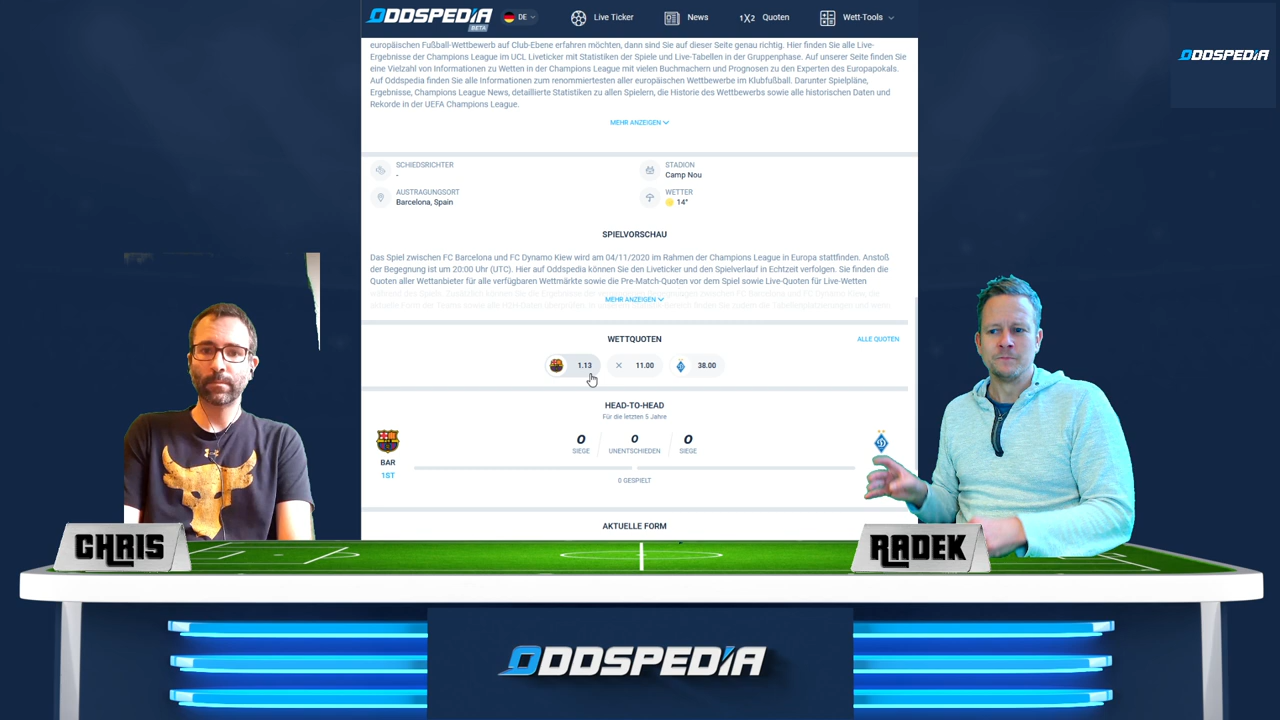 ODDSPEDIA
BETA
DE
Live Ticker
News
1X2 Quoten
Wett-Tools
ODDSPEDIA
europäischen Fußball-Wettbewerb auf Club-Ebene erfahren möchten, dann sind Sie auf dieser Seite genau richtig. Hier finden Sie alle Live-
Ergebnisse der Champions League im UCL Liveticker mit Statistiken der Spiele und Live-Tabellen in der Gruppenphase. Auf unserer Seite finden Sie
eine Vielzahl von Informationen zu Wetten in der Champions League mit vielen Buchmachern und Prognosen zu den Experten des Europapokals.
Auf Oddspedia finden Sie alle Informationen zum renommiertesten aller europäischen Wettbewerbe im Klubfußball. Darunter Spielpläne,
Ergebnisse, Champions League News, detaillierte Statistiken zu allen Spielern, die Historie des Wettbewerbs sowie alle historischen Daten und
Rekorde in der UEFA Champions League.
MEHR ANZEIGEN
SCHIEDSRICHTER
-
STADION
Camp Nou
AUSTRAGUNGSORT
Barcelona, Spain
WETTER
14°
SPIELVORSCHAU
Das Spiel zwischen FC Barcelona und FC Dynamo Kiew wird am 04/11/2020 im Rahmen der Champions League in Europa stattfinden. Anstoß
der Begegnung ist um 20:00 Uhr (UTC). Hier auf Oddspedia können Sie den Liveticker und den Spielverlauf in Echtzeit verfolgen. Sie finden die
Quoten aller Wettanbieter für alle verfügbaren Wettmärkte sowie die Pre-Match-Quoten vor dem Spiel sowie Live-Quoten für Live-Wetten
MEHR ANZEIGEN
WETTQUOTEN
ALLE QUOTEN
1.13
11.00
38.00
HEAD-TO-HEAD
Für die letzten 5 Jahre
0 0 0
SIEGE UNENTSCHIEDEN SIEGE
BAR
1ST
0 GESPIELT
AKTUELLE FORM
CHRIS
RADEK
ODDSPEDIA